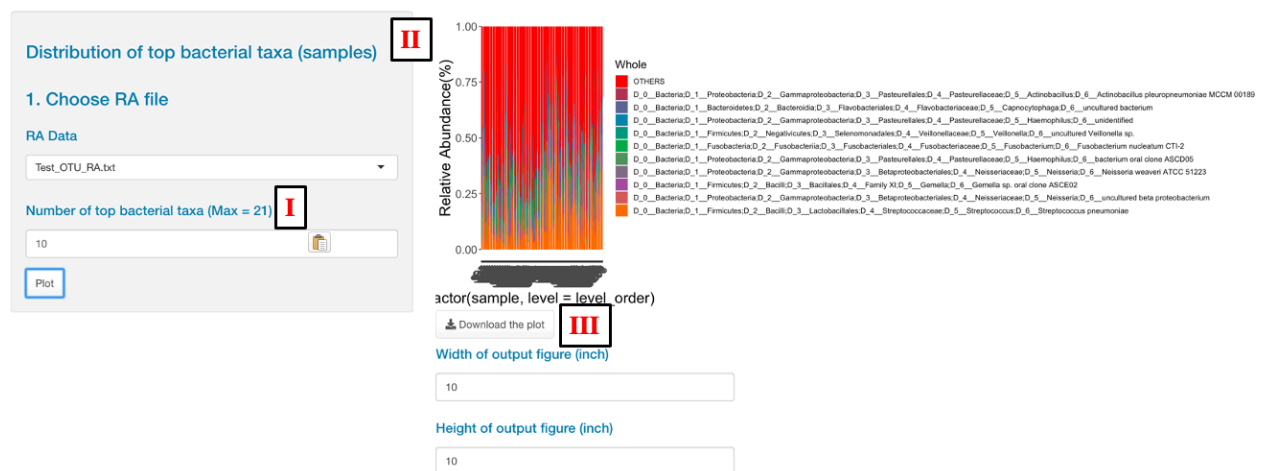 Distribution of top bacterial taxa (samples)
II
1. Choose RA file
RA Data
Test_OTU_RA.txt
Number of top bacterial taxa (Max = 21)
I
10
Plot
Relative Abundance(%)
1.00
0.75
0.50
0.25
0.00
actor(sample, level = level_order)
Whole
OTHERS
D_0__Bacteria;D_1__Proteobacteria;D_2__Gammaproteobacteria;D_3__Pasteurellales;D_4__Pasteurellaceae;D_5__Actinobacillus;D_6__Actinobacillus pleuropneumoniae MCCM 00189
D_0__Bacteria;D_1__Bacteroidetes;D_2__Bacteroidia;D_3__Flavobacteriales;D_4__Flavobacteriaceae;D_5__Capnocytophaga;D_6__uncultured bacterium
D_0__Bacteria;D_1__Proteobacteria;D_2__Gammaproteobacteria;D_3__Pasteurellales;D_4__Pasteurellaceae;D_5__Haemophilus;D_6__unidentified
D_0__Bacteria;D_1__Firmicutes;D_2__Negativicutes;D_3__Selenomonadales;D_4__Veillonellaceae;D_5__Veillonella;D_6__uncultured Veillonella sp.
D_0__Bacteria;D_1__Fusobacteria;D_2__Fusobacteriia;D_3__Fusobacteriales;D_4__Fusobacteriaceae;D_5__Fusobacterium;D_6__Fusobacterium nucleatum CTI-2
D_0__Bacteria;D_1__Proteobacteria;D_2__Gammaproteobacteria;D_3__Pasteurellales;D_4__Pasteurellaceae;D_5__Haemophilus;D_6__bacterium oral clone ASCD05
D_0__Bacteria;D_1__Proteobacteria;D_2__Gammaproteobacteria;D_3__Betaproteobacteriales;D_4__Neisseriaceae;D_5__Neisseria;D_6__Neisseria weaveri ATCC 51223
D_0__Bacteria;D_1__Firmicutes;D_2__Bacilli;D_3__Bacillales;D_4__Family XI;D_5__Gemella;D_6__Gemella sp. oral clone ASCE02
D_0__Bacteria;D_1__Proteobacteria;D_2__Gammaproteobacteria;D_3__Betaproteobacteriales;D_4__Neisseriaceae;D_5__Neisseria;D_6__uncultured beta proteobacterium
D_0__Bacteria;D_1__Firmicutes;D_2__Bacilli;D_3__Lactobacillales;D_4__Streptococcaceae;D_5__Streptococcus;D_6__Streptococcus pneumoniae
Download the plot
III
Width of output figure (inch)
10
Height of output figure (inch)
10